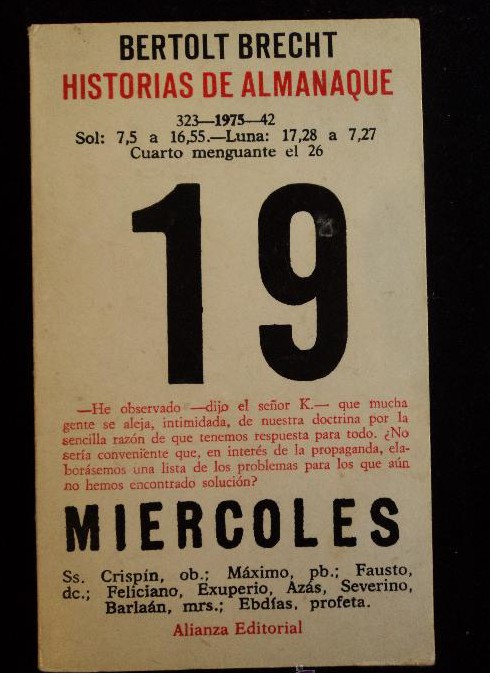 BERTOLT BRECHT
HISTORIAS DE ALMANAQUE
323—1975—42
Sol: 7,5 a 16,55.—Luna: 17,28 a 7,27
Cuarto menguante el 26
19
—He observado —dijo el señor K.— que mucha
gente se aleja, intimidada, de nuestra doctrina por la
sencilla razón de que tenemos respuesta para todo. ¿No
sería conveniente que, en interés de la propaganda, ela-
borásemos una lista de los problemas para los que aún
no hemos encontrado solución?
MIERCOLES
Ss. Crispín, ob.; Máximo, pb.; Fausto,
dc.; Feliciano, Exuperio, Azás, Severino,
Barlaán, mrs.; Ebdías, profeta.
Alianza Editorial